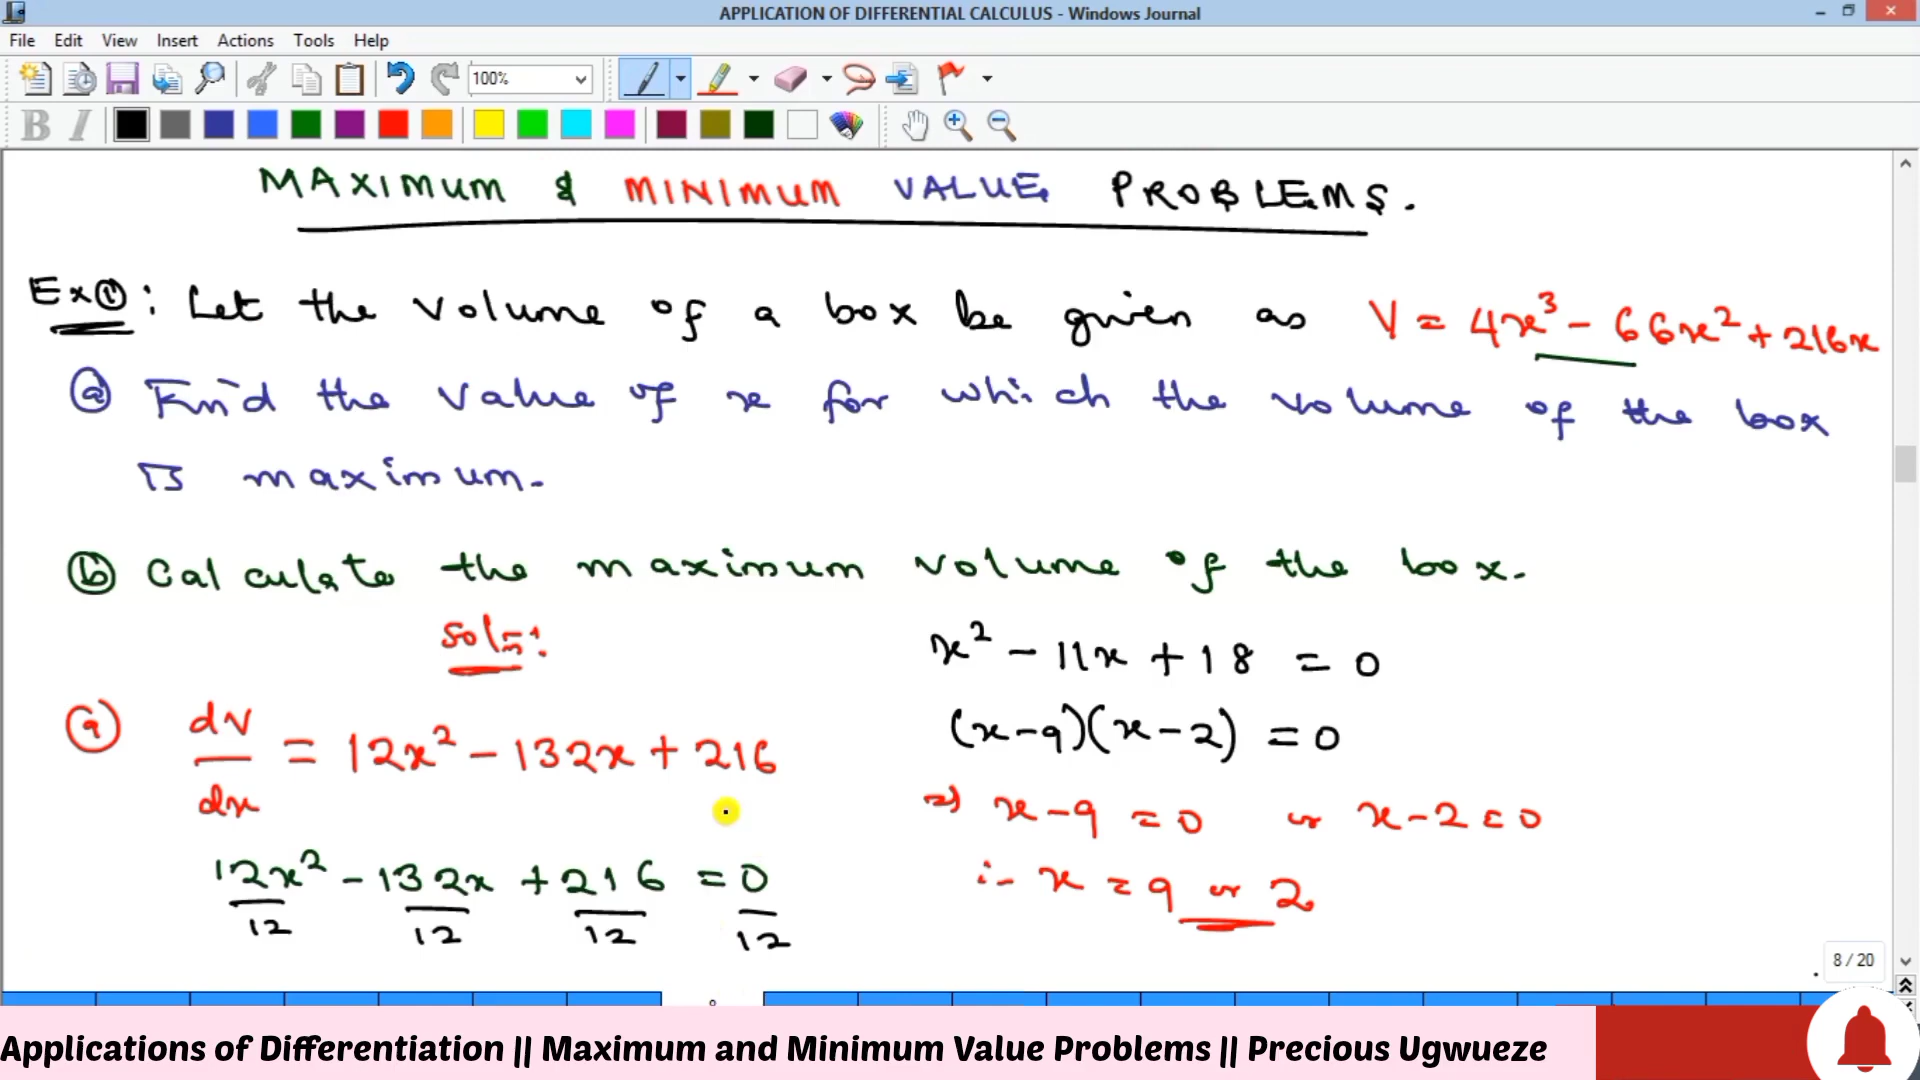 APPLICATION OF DIFFERENTIAL CALCULUS - Windows Journal
File Edit View Insert Actions Tools Help
100%
B I
MAXIMUM & MINIMUM VALUE PROBLEMS.
Ex①: Let the volume of a box be given as V = 4x³ - 66x² + 216x
ⓐ Find the value of x for which the volume of the box
is maximum.
ⓑ Calculate the maximum volume of the box.
Soln:
ⓐ dV/dx = 12x² - 132x + 216
12x²/12 - 132x/12 + 216/12 = 0/12
x² - 11x + 18 = 0
(x-9)(x-2) = 0
⇒ x-9 = 0 or x-2 = 0
∴ x = 9 or 2
8 / 20
Applications of Differentiation || Maximum and Minimum Value Problems || Precious Ugwueze